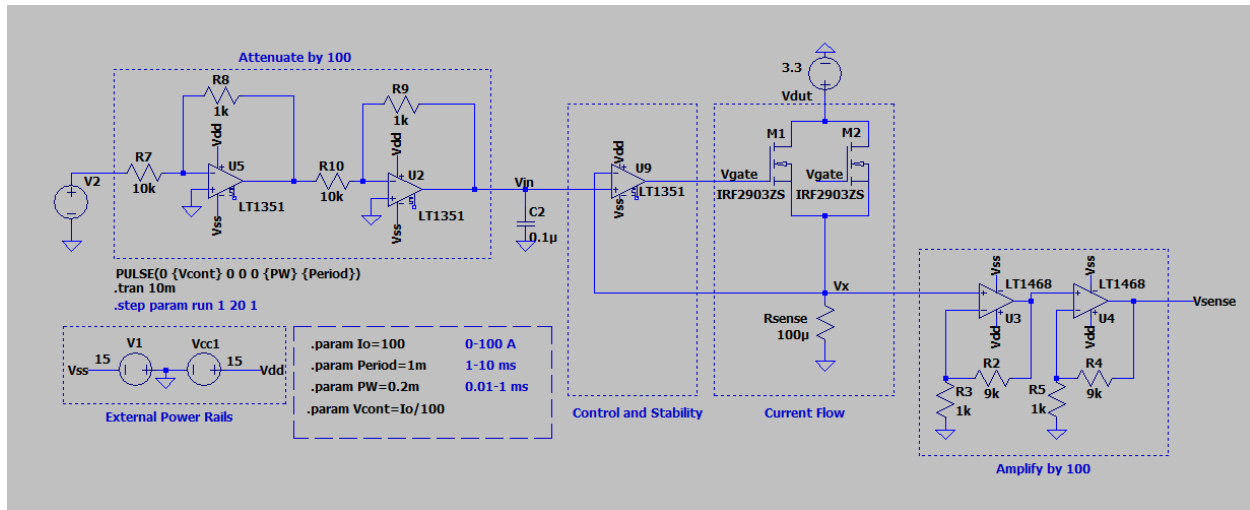 Attenuate by 100
R8
1k
R9
1k
Vdd
U5
R7
10k
LT1351
Vss
V2
R10
10k
Vdd
U2
LT1351
Vss
Vin
C2
0.1µ
Vdd
U9
LT1351
Vss
3.3
Vdut
M1
M2
Vgate
Vgate
IRF2903ZS
IRF2903ZS
Vx
Rsense
100µ
Vss
LT1468
U3
Vdd
Vss
LT1468
U4
Vdd
Vsense
R2
9k
R4
9k
R3
1k
R5
1k
PULSE(0 {Vcont} 0 0 0 {PW} {Period})
.tran 10m
.step param run 1 20 1
V1
Vcc1
Vss
15
15
Vdd
External Power Rails
.param Io=100 0-100 A
.param Period=1m 1-10 ms
.param PW=0.2m 0.01-1 ms
.param Vcont=Io/100
Control and Stability
Current Flow
Amplify by 100